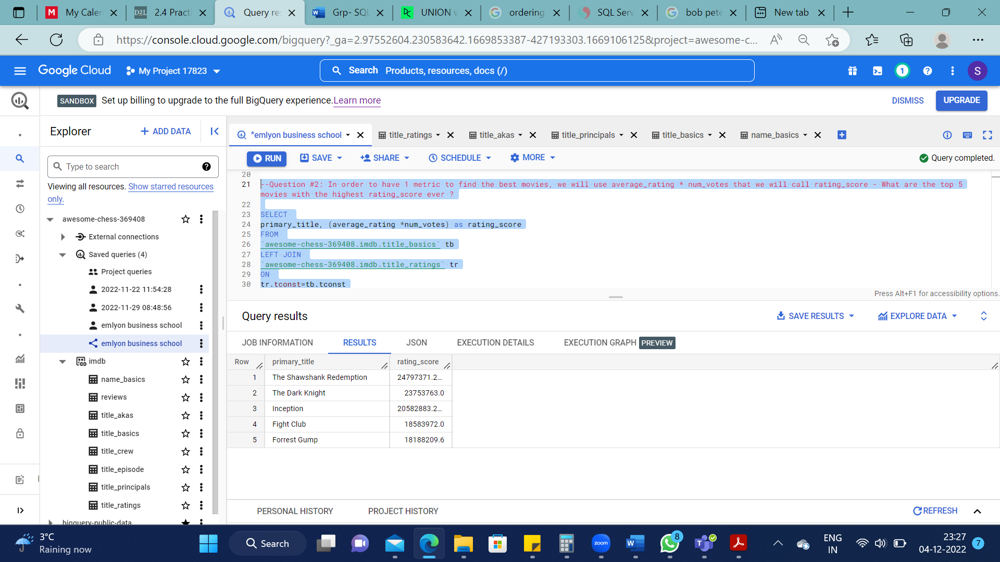 My Caler
2.4 Practi
Query re
Grp- SQL
UNION v
ordering
SQL Serv
bob pete
New tab
https://console.cloud.google.com/bigquery?_ga=2.97552604.230583642.1669853387-427193303.1669106125&project=awesome-c...
Google Cloud
My Project 17823
Search Products, resources, docs (/)
1
S
SANDBOX Set up billing to upgrade to the full BigQuery experience. Learn more
DISMISS
UPGRADE
Explorer
+ ADD DATA
*emlyon business school
title_ratings
title_akas
title_principals
title_basics
name_basics
RUN
SAVE
SHARE
SCHEDULE
MORE
Query completed.
Type to search
Viewing all resources. Show starred resources
only.
awesome-chess-369408
External connections
Saved queries (4)
Project queries
2022-11-22 11:54:28
2022-11-29 08:48:56
emlyon business school
emlyon business school
imdb
name_basics
reviews
title_akas
title_basics
title_crew
title_episode
title_principals
title_ratings
bigquery-public-data
20
21 --Question #2: In order to have 1 metric to find the best movies, we will use average_rating * num_votes that we will call rating_score - What are the top 5
movies with the highest rating_score ever ?
22
23 SELECT
24 primary_title, (average_rating *num_votes) as rating_score
25 FROM
26 `awesome-chess-369408.imdb.title_basics` tb
27 LEFT JOIN
28 `awesome-chess-369408.imdb.title_ratings` tr
29 ON
30 tr.tconst=tb.tconst
Press Alt+F1 for accessibility options.
Query results
SAVE RESULTS
EXPLORE DATA
JOB INFORMATION
RESULTS
JSON
EXECUTION DETAILS
EXECUTION GRAPH PREVIEW
Row primary_title rating_score
1 The Shawshank Redemption 24797371.2...
2 The Dark Knight 23753763.0
3 Inception 20582883.2...
4 Fight Club 18583972.0
5 Forrest Gump 18188209.6
PERSONAL HISTORY
PROJECT HISTORY
REFRESH
3°C
Raining now
Search
zoom
8
ENG
IN
23:27
04-12-2022
7